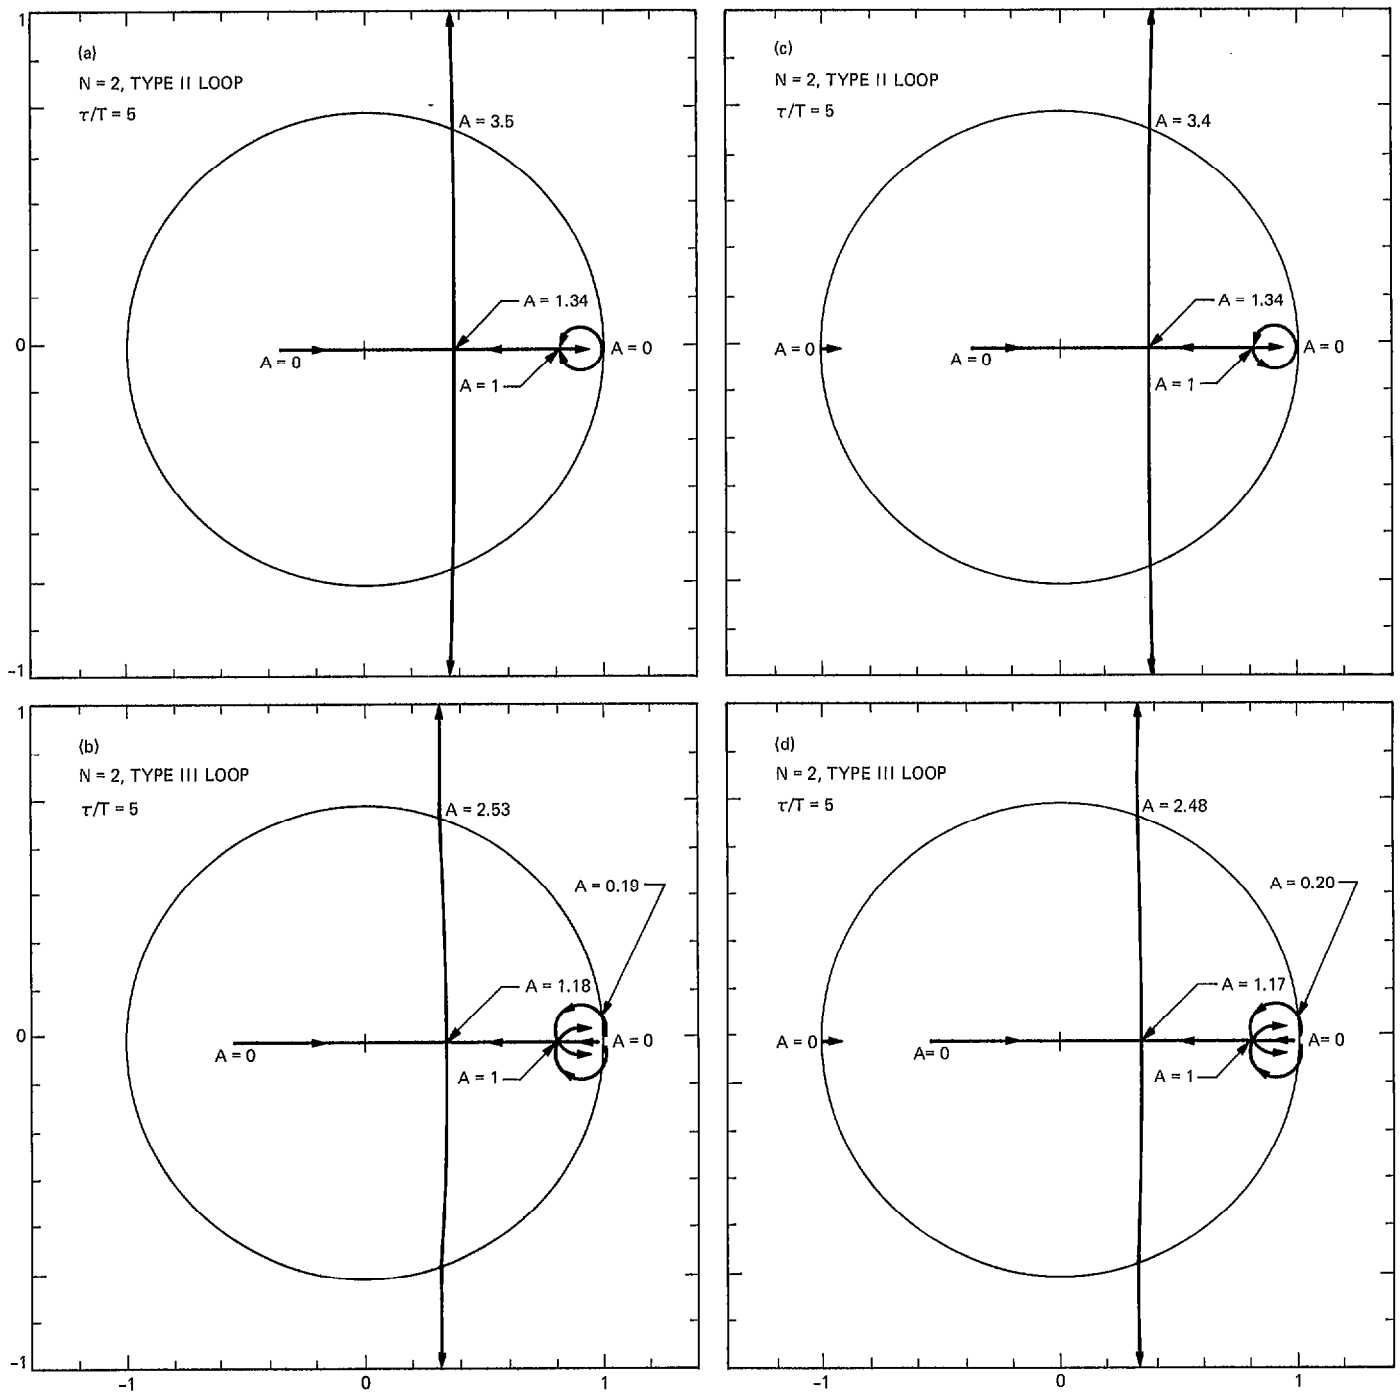 1
(a)
N = 2, TYPE II LOOP
τ/T = 5
A = 3.5
A = 1.34
0
A = 0
A = 0
A = 1
-1
(c)
N = 2, TYPE II LOOP
τ/T = 5
A = 3.4
A = 1.34
A = 0
A = 0
A = 0
A = 1
1
(b)
N = 2, TYPE III LOOP
τ/T = 5
A = 2.53
A = 0.19
A = 1.18
0
A = 0
A = 0
A = 1
-1
-1
0
1
(d)
N = 2, TYPE III LOOP
τ/T = 5
A = 2.48
A = 0.20
A = 1.17
A = 0
A = 0
A = 0
A = 1
-1
0
1